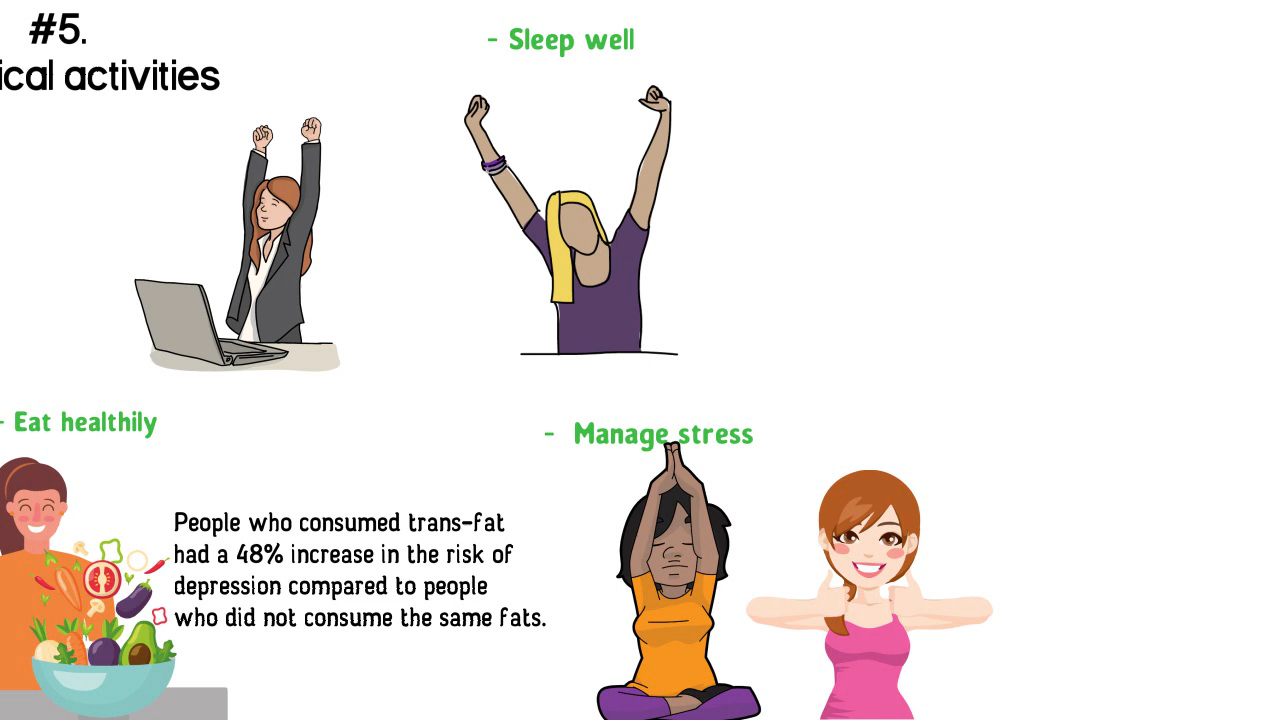 #5.
ical activities
- Sleep well
- Eat healthily
People who consumed trans-fat
had a 48% increase in the risk of
depression compared to people
who did not consume the same fats.
- Manage stress